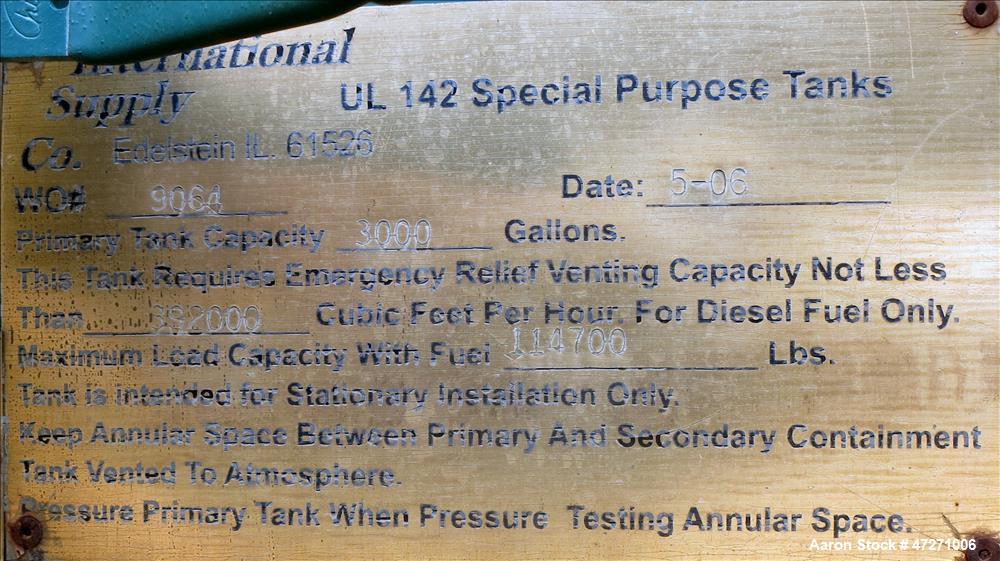 International
Supply
UL 142 Special Purpose Tanks
Co. Edelstein IL. 61526
WO# 9064 Date: 5-06
Primary Tank Capacity 3000 Gallons.
This Tank Requires Emergency Relief Venting Capacity Not Less
Than 392000 Cubic Feet Per Hour. For Diesel Fuel Only.
Maximum Load Capacity With Fuel 114700 Lbs.
Tank is intended for Stationary Installation Only.
Keep Annular Space Between Primary And Secondary Containment
Tank Vented To Atmosphere.
Pressure Primary Tank When Pressure Testing Annular Space.
Aaron Stock # 47271006